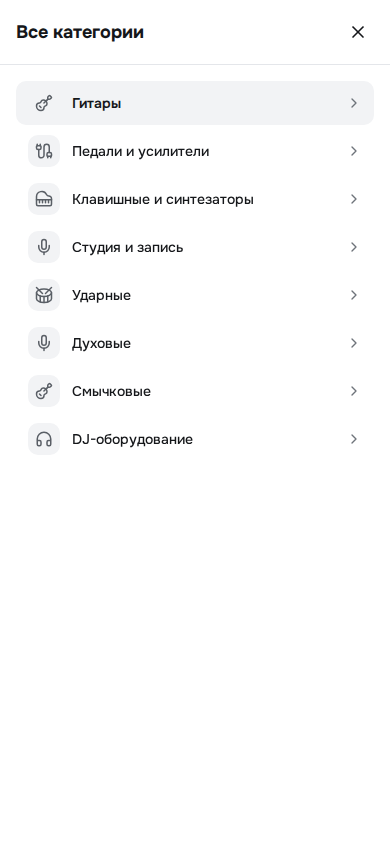 Все категории
Гитары
Педали и усилители
Клавишные и синтезаторы
Студия и запись
Ударные
Духовые
Смычковые
DJ-оборудование